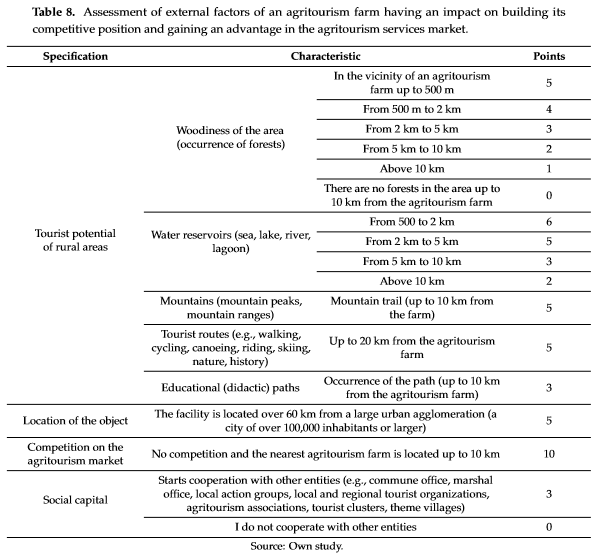 Table 8. Assessment of external factors of an agritourism farm having an impact on building its
competitive position and gaining an advantage in the agritourism services market.
Specification Characteristic Points
Tourist potential
of rural areas
Woodiness of the area
(occurrence of forests)
In the vicinity of an agritourism
farm up to 500 m
5
From 500 m to 2 km 4
From 2 km to 5 km 3
From 5 km to 10 km 2
Above 10 km 1
There are no forests in the area up to
10 km from the agritourism farm
0
Water reservoirs (sea, lake, river,
lagoon)
From 500 to 2 km 6
From 2 km to 5 km 5
From 5 km to 10 km 3
Above 10 km 2
Mountains (mountain peaks,
mountain ranges)
Mountain trail (up to 10 km from
the farm)
5
Tourist routes (e.g., walking,
cycling, canoeing, riding, skiing,
nature, history)
Up to 20 km from the agritourism
farm
5
Educational (didactic) paths
Occurrence of the path (up to 10 km
from the agritourism farm)
3
Location of the object
The facility is located over 60 km from a large urban agglomeration (a
city of over 100,000 inhabitants or larger)
5
Competition on the
agritourism market
No competition and the nearest agritourism farm is located up to 10 km
10
Social capital
Starts cooperation with other entities (e.g., commune office, marshal
office, local action groups, local and regional tourist organizations,
agritourism associations, tourist clusters, theme villages)
3
I do not cooperate with other entities 0
Source: Own study.